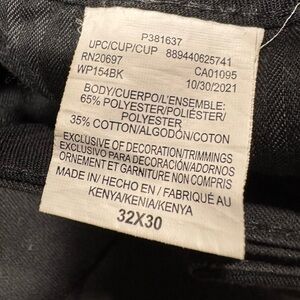 P381637
UPC/CUP/CUP 889440625741
RN20697 CA01095
WP154BK 10/30/2021
BODY/CUERPO/L'ENSEMBLE:
65% POLYESTER/POLIÉSTER/
POLYESTER
35% COTTON/ALGODÓN/COTON
EXCLUSIVE OF DECORATION/TRIMMINGS
EXCLUSIVO PARA DECORACIÓN/ADORNOS
ORNEMENT ET GARNITURE NON COMPRIS
MADE IN/ HECHO EN / FABRIQUÉ AU
KENYA/KENIA/KENYA
32X30